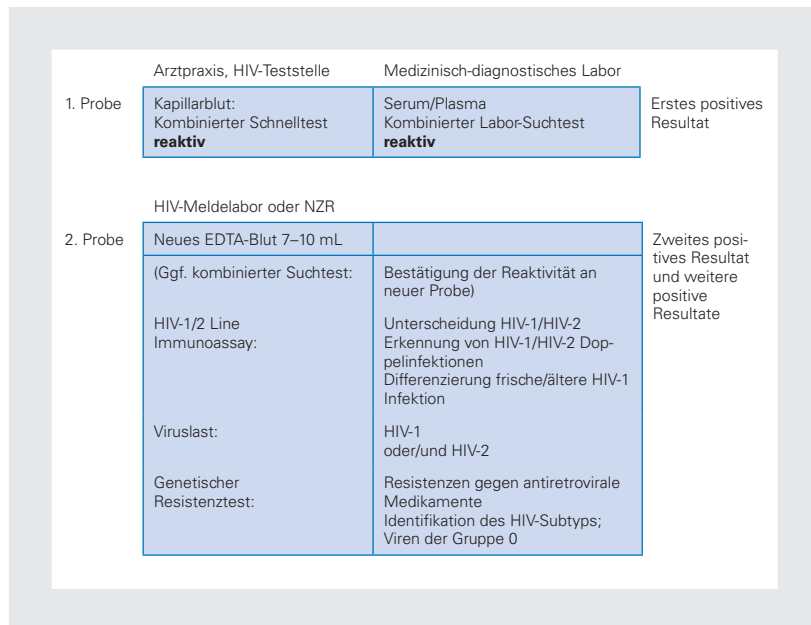 Arztpraxis, HIV-Teststelle Medizinisch-diagnostisches Labor
1. Probe Kapillarblut: Serum/Plasma Erstes positives
Kombinierter Schnelltest Kombinierter Labor-Suchtest Resultat
reaktiv reaktiv
HIV-Meldelabor oder NZR
2. Probe Neues EDTA-Blut 7–10 mL Zweites posi-
tives Resultat
und weitere
positive
Resultate
(Ggf. kombinierter Suchtest: Bestätigung der Reaktivität an
neuer Probe)
HIV-1/2 Line Unterscheidung HIV-1/HIV-2
Immunoassay: Erkennung von HIV-1/HIV-2 Dop-
pelinfektionen
Differenzierung frische/ältere HIV-1
Infektion
Viruslast: HIV-1
oder/und HIV-2
Genetischer Resistenzen gegen antiretrovirale
Resistenztest: Medikamente
Identifikation des HIV-Subtyps;
Viren der Gruppe 0